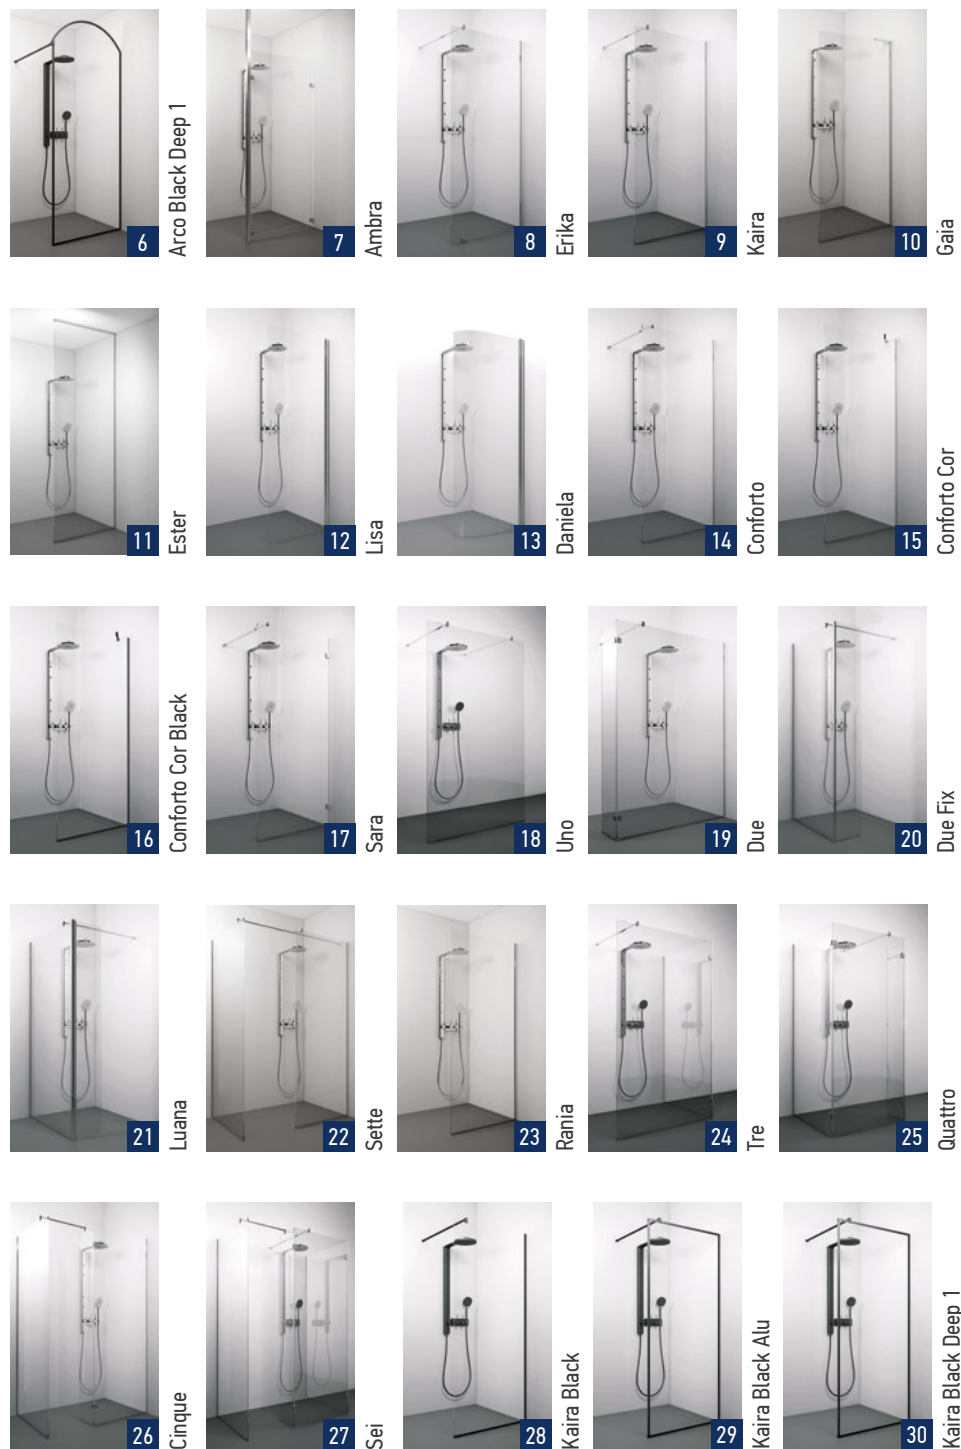 6
Arco Black Deep 1
7
Ambra
8
Erika
9
Kaira
10
Gaia
11
Ester
12
Lisa
13
Daniela
14
Conforto
15
Conforto Cor
16
Conforto Cor Black
17
Sara
18
Uno
19
Due
20
Due Fix
21
Luana
22
Sette
23
Rania
24
Tre
25
Quattro
26
Cinque
27
Sei
28
Kaira Black
29
Kaira Black Alu
30
Kaira Black Deep 1